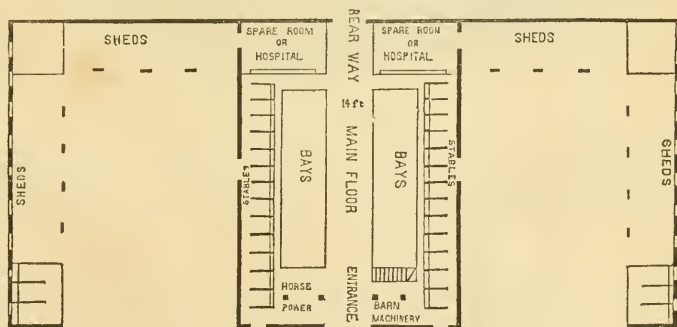 SHEDS
SPARE ROOM
OR
HOSPITAL
REAR WAY
SPARE ROOM
OR
HOSPITAL
SHEDS
14 ft
MAIN FLOOR
SHEDS
STABLES
BAYS
BAYS
STABLES
SHEDS
ENTRANCE
HORSE
POWER
BARN
MACHINERY